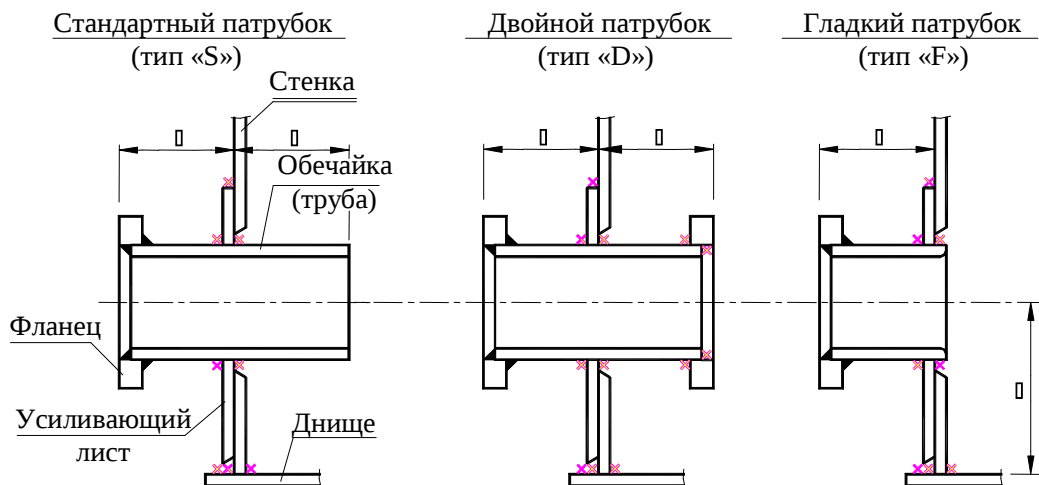 Стандартный патрубок
(тип «S»)
Двойной патрубок
(тип «D»)
Гладкий патрубок
(тип «F»)
Стенка
Обечайка
(труба)
Фланец
Усиливающий
лист
Днище